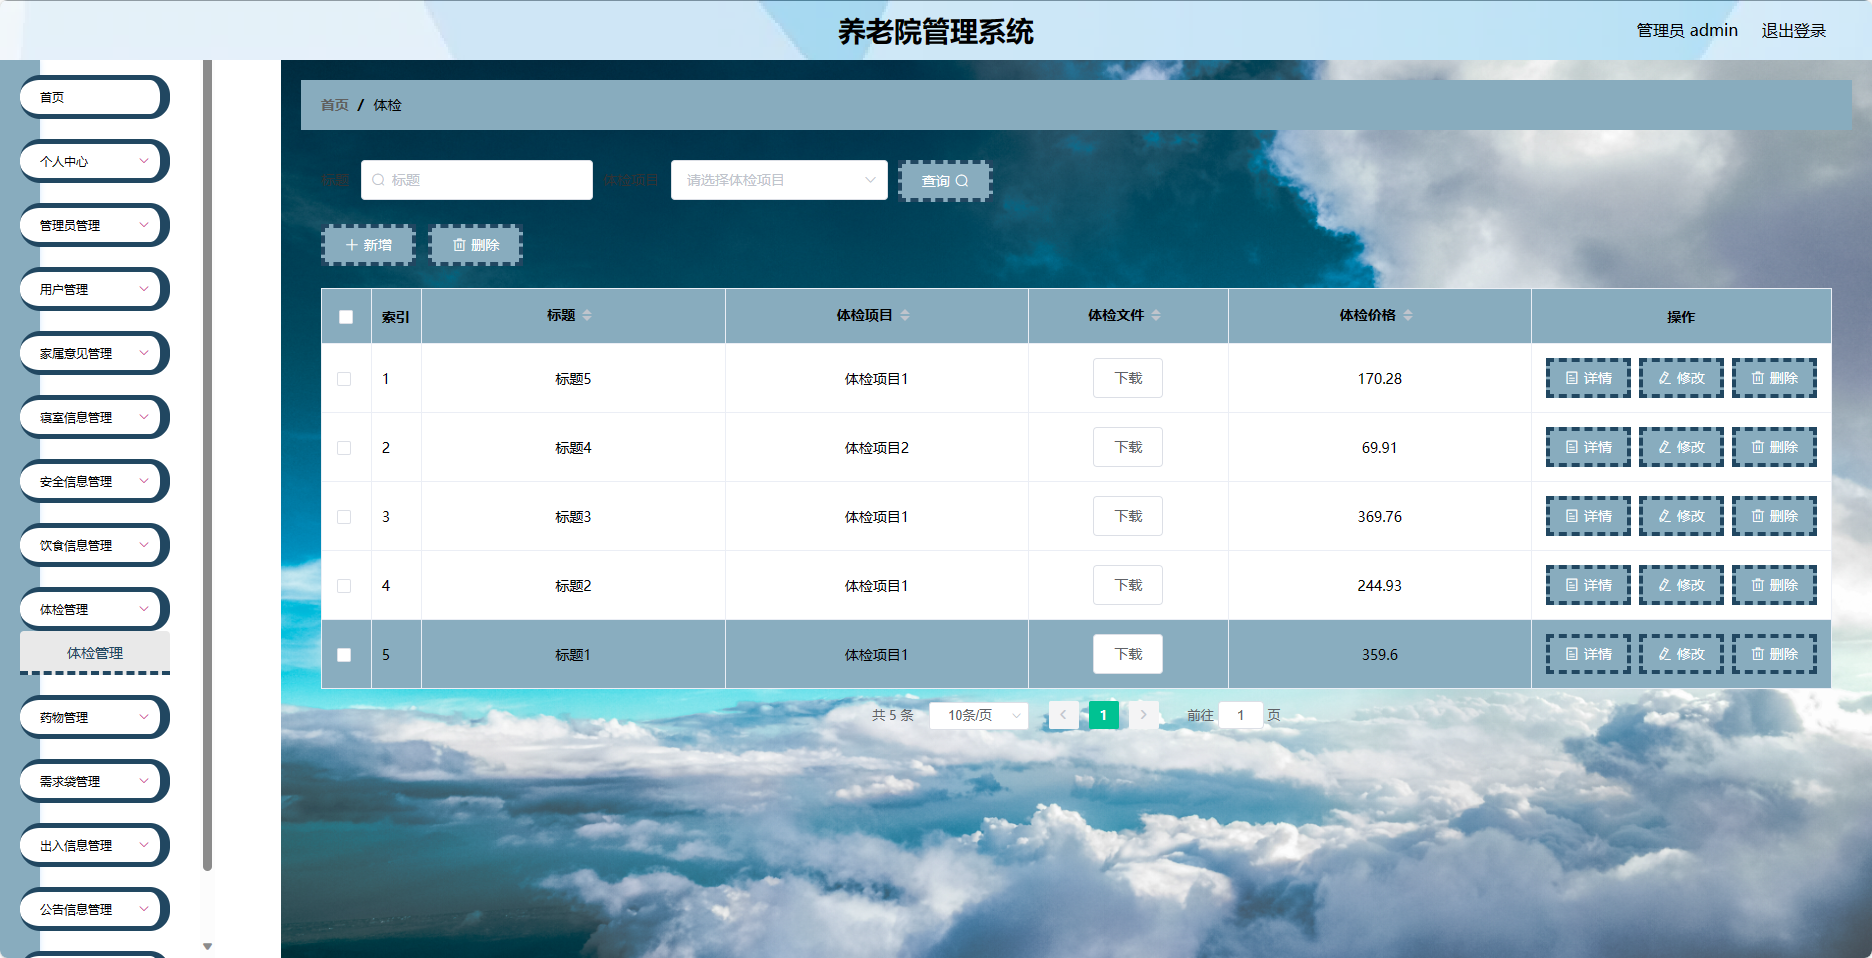 养老院管理系统
管理员 admin 退出登录
首页
个人中心
管理员管理
用户管理
家属意见管理
寝室信息管理
安全信息管理
饮食信息管理
体检管理
体检管理
药物管理
需求袋管理
出入信息管理
公告信息管理
首页 / 体检
标题 标题 体检项目 请选择体检项目 查询
新增 删除
索引 标题 体检项目 体检文件 体检价格 操作
1 标题5 体检项目1 下载 170.28 详情 修改 删除
2 标题4 体检项目2 下载 69.91 详情 修改 删除
3 标题3 体检项目1 下载 369.76 详情 修改 删除
4 标题2 体检项目1 下载 244.93 详情 修改 删除
5 标题1 体检项目1 下载 359.6 详情 修改 删除
共 5 条 10条/页 1 前往 1 页